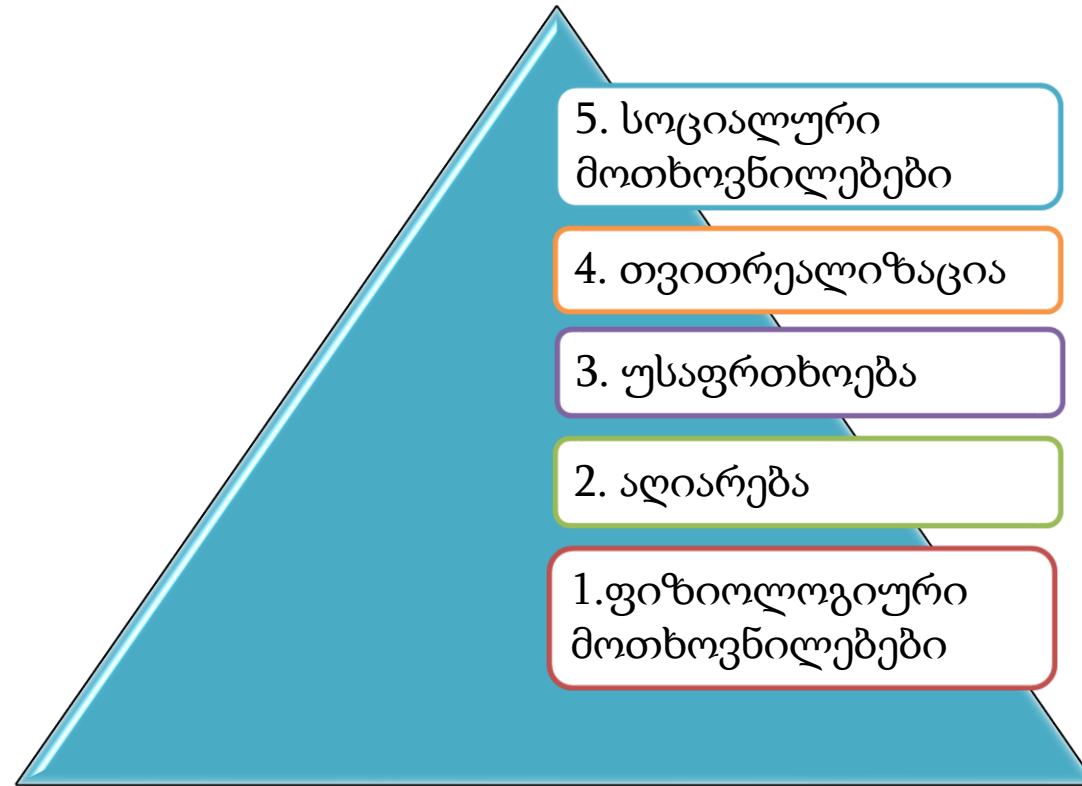 5. სოციალური
მოთხოვნილებები
4. თვითრეალიზაცია
3. უსაფრთხოება
2. აღიარება
1.ფიზიოლოგიური
მოთხოვნილებები